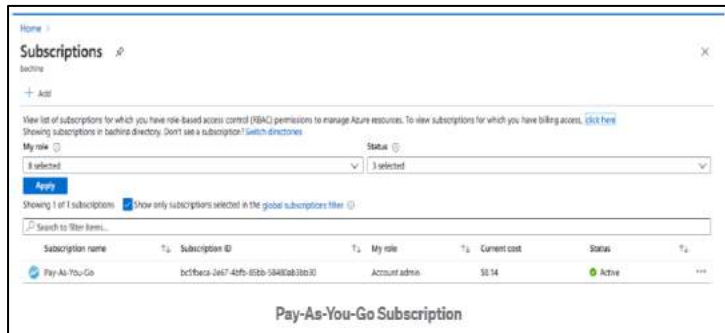 Home >
Subscriptions
bachina
+ Add
View list of subscriptions for which you have role-based access control (RBAC) permissions to manage Azure resources. To view subscriptions for which you have billing access, click here
Showing subscriptions in bachina directory. Don't see a subscription? Switch directories
My role Status
8 selected 3 selected
Apply
Showing 1 of 1 subscriptions Show only subscriptions selected in the global subscriptions filter
Search to filter items...
Subscription name Subscription ID My role Current cost Status
Pay-As-You-Go Account admin Active
Pay-As-You-Go Subscription